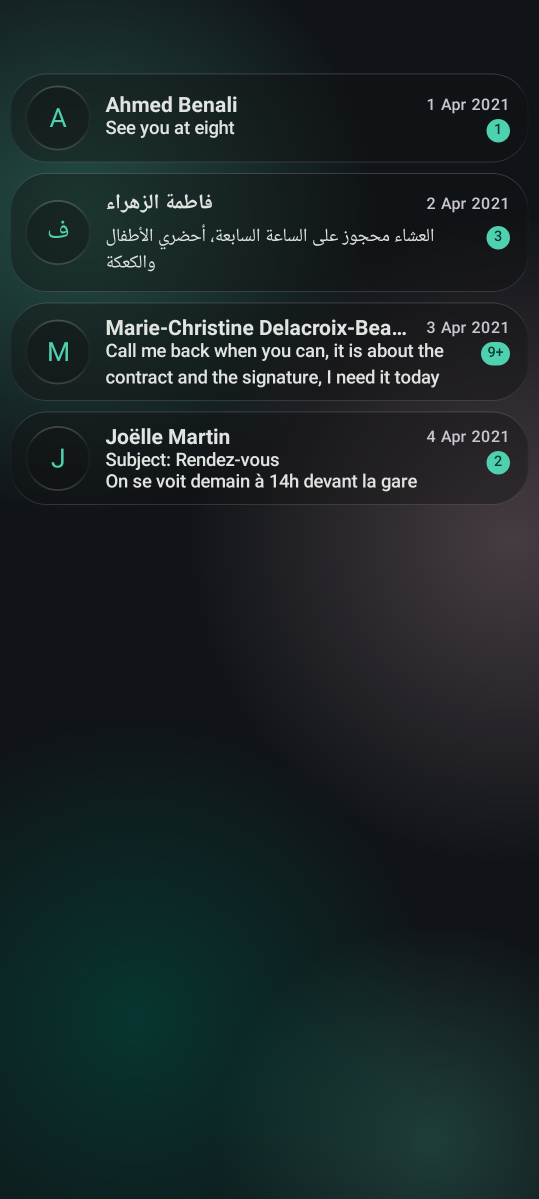 A
Ahmed Benali
1 Apr 2021
See you at eight
1
ف
فاطمة الزهراء
2 Apr 2021
العشاء محجوز على الساعة السابعة، أحضري الأطفال
والكعكة
3
M
Marie-Christine Delacroix-Bea...
3 Apr 2021
Call me back when you can, it is about the
contract and the signature, I need it today
9+
J
Joëlle Martin
4 Apr 2021
Subject: Rendez-vous
On se voit demain à 14h devant la gare
2